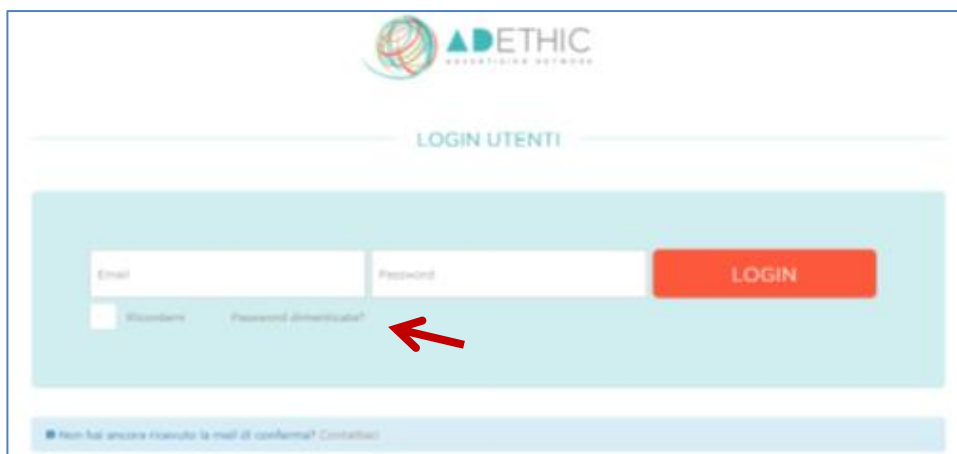 ADETHIC
ADVERTISING NETWORK
LOGIN UTENTI
Email
Password
LOGIN
Ricordami
Password dimenticata?
Non hai ancora ricevuto la mail di conferma? Contattaci